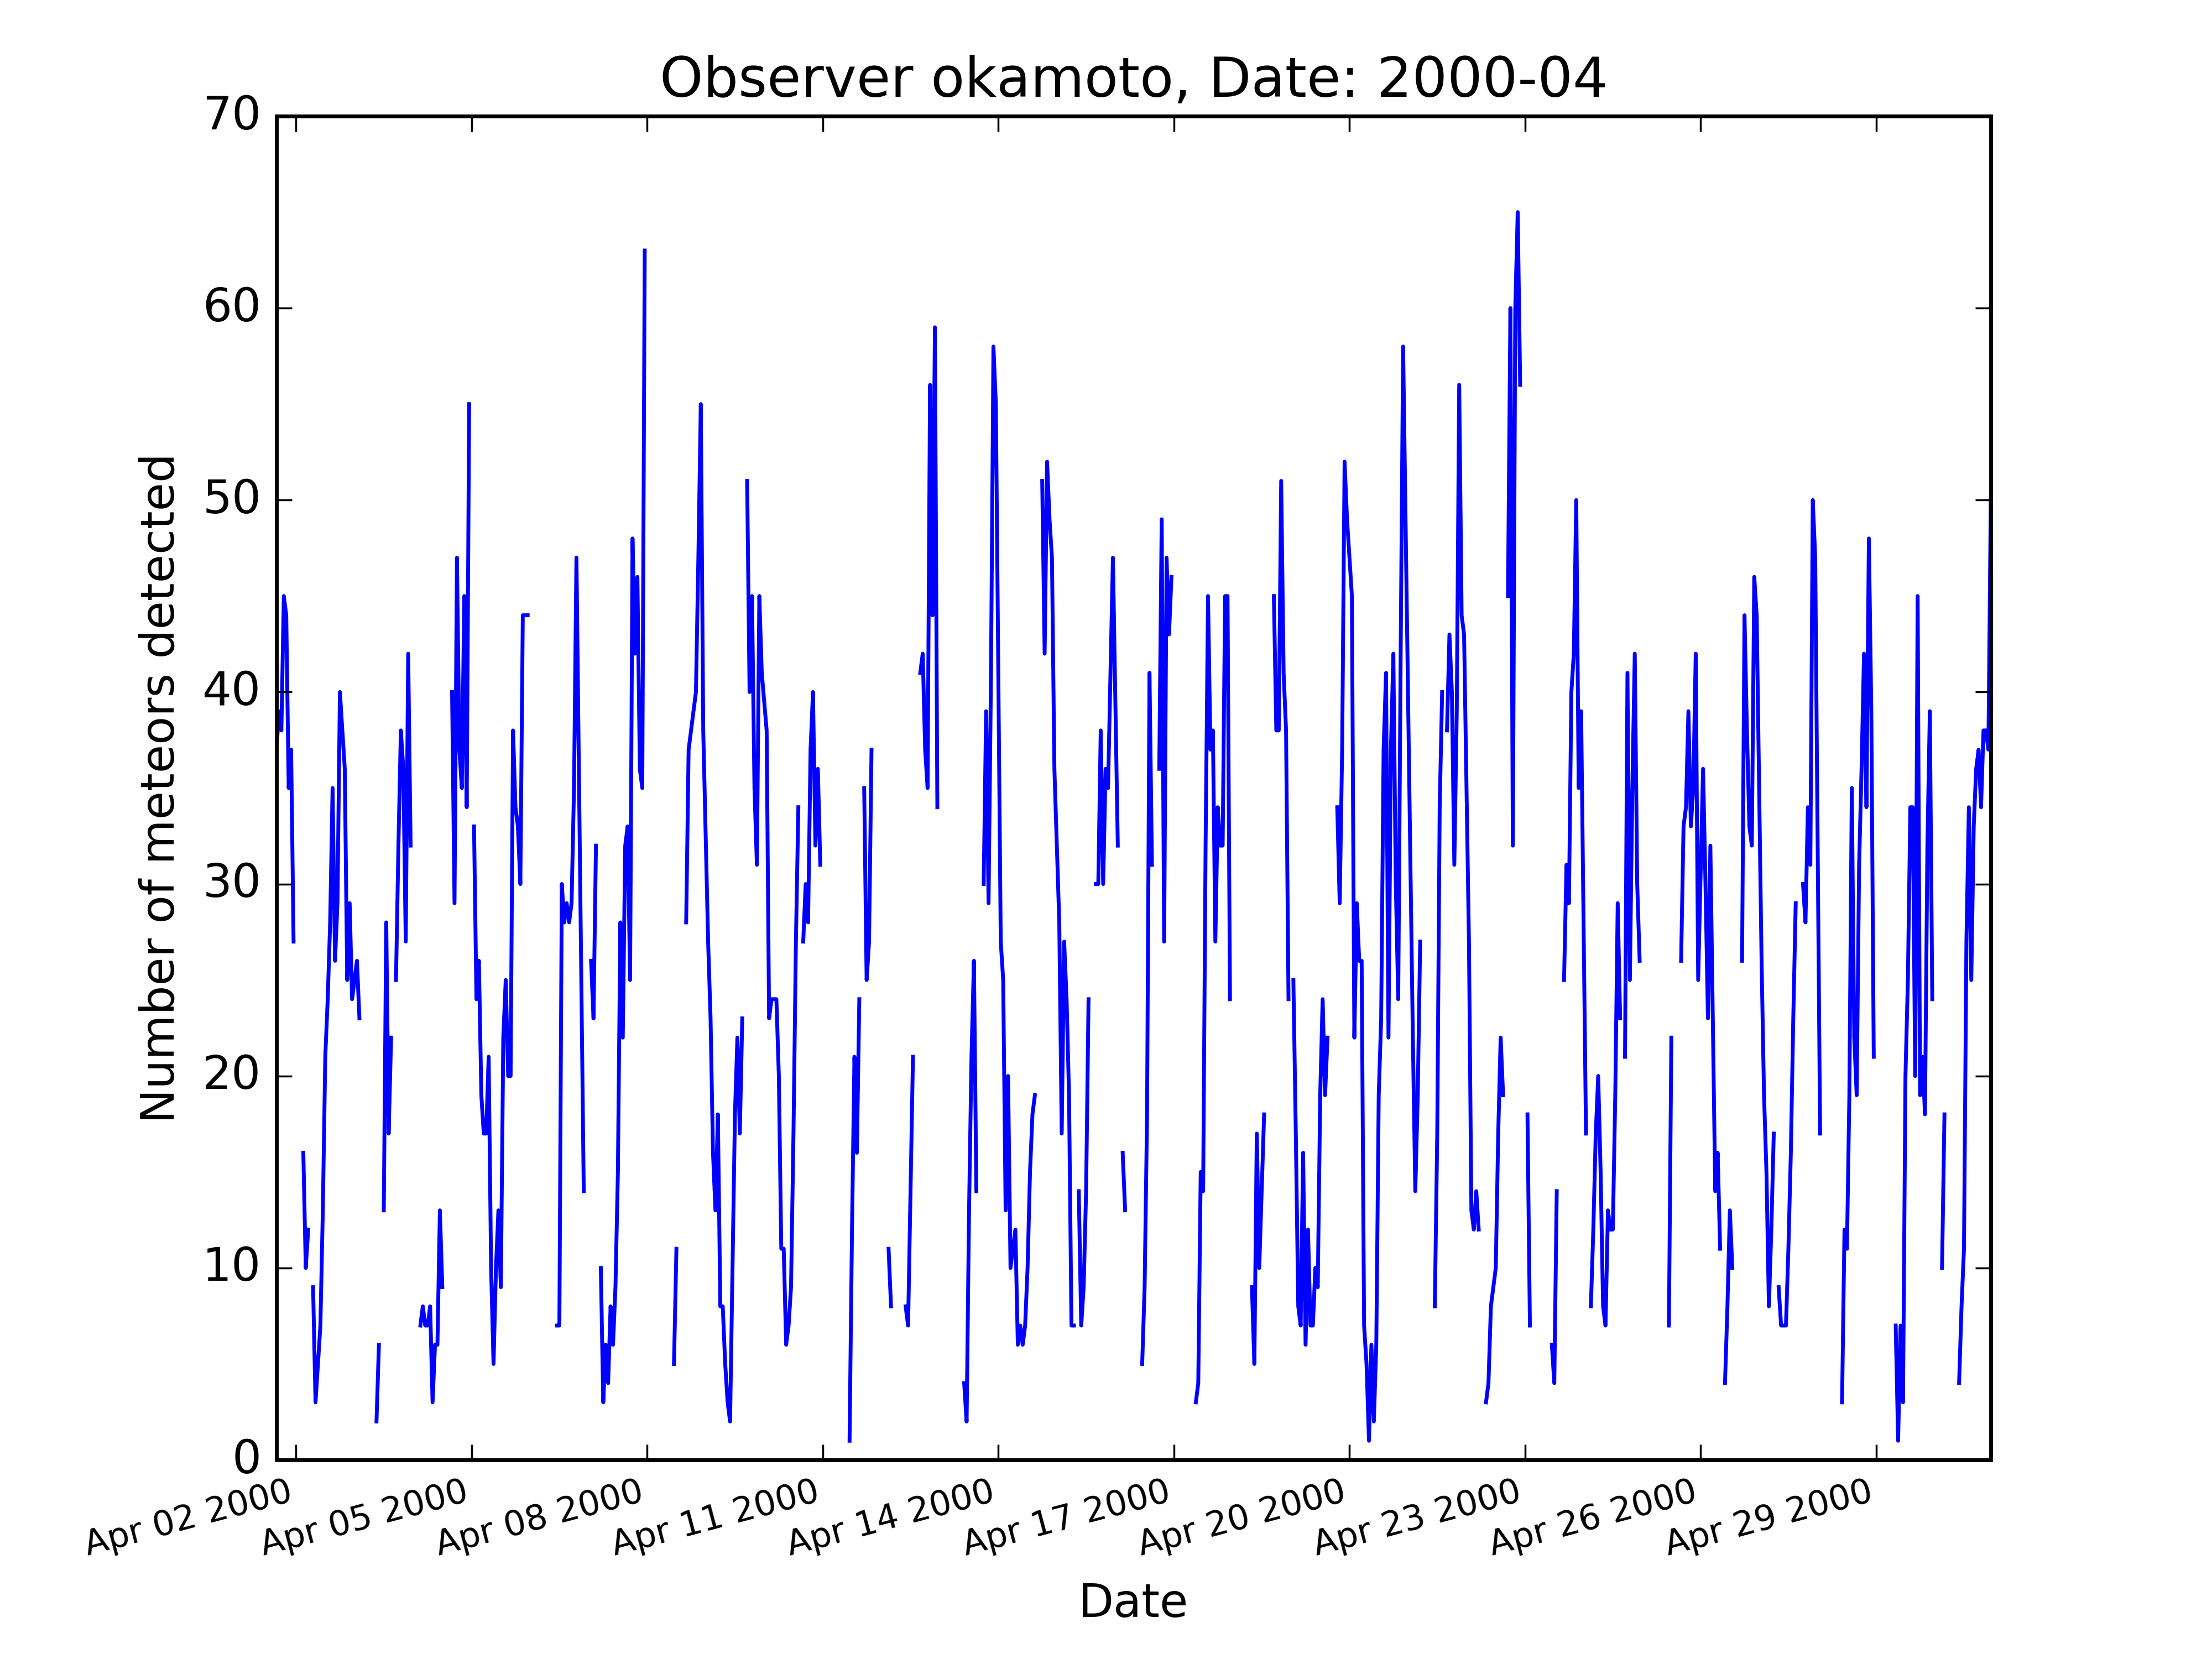 Observer okamoto, Date: 2000-04
Number of meteors detected
70
60
50
40
30
20
10
0
Apr 02 2000
Apr 05 2000
Apr 08 2000
Apr 11 2000
Apr 14 2000
Apr 17 2000
Apr 20 2000
Apr 23 2000
Apr 26 2000
Apr 29 2000
Date